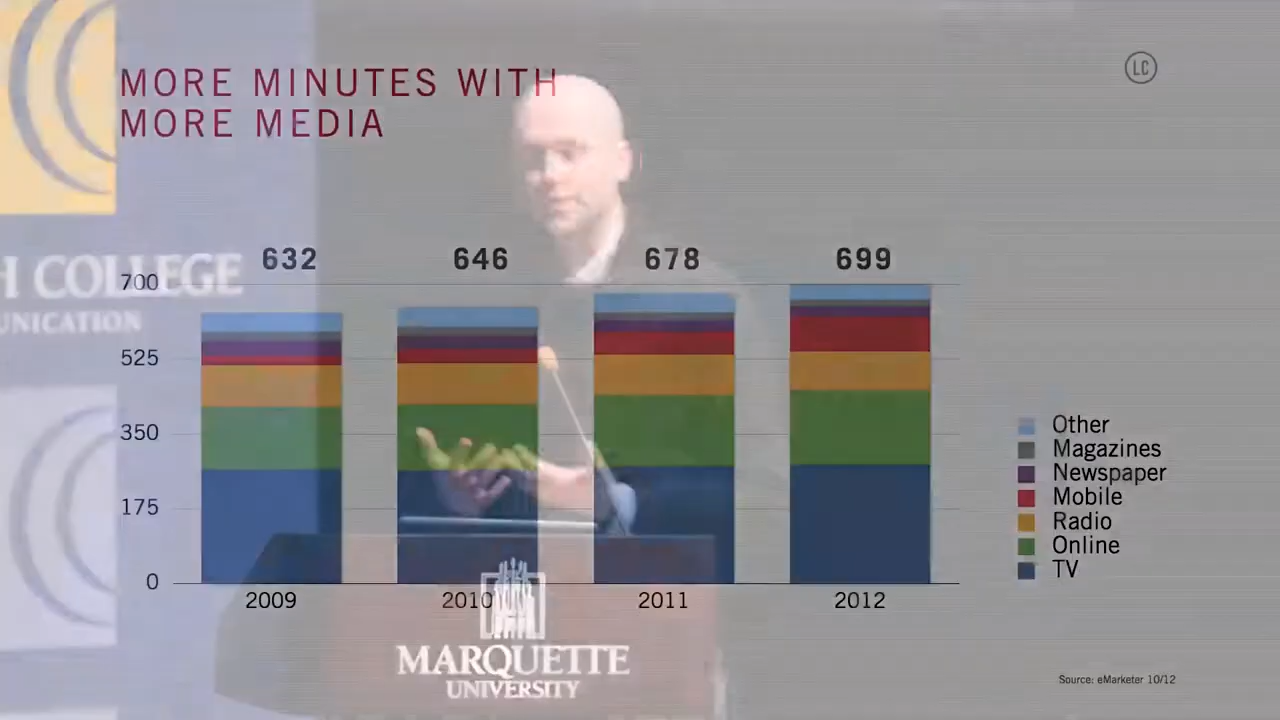 MORE MINUTES WITH
MORE MEDIA
LC
H COLLEGE
UNICATION
632 646 678 699
700
525
350
175
0
2009 2010 2011 2012
Other
Magazines
Newspaper
Mobile
Radio
Online
TV
MARQUETTE
UNIVERSITY
Source: eMarketer 10/12